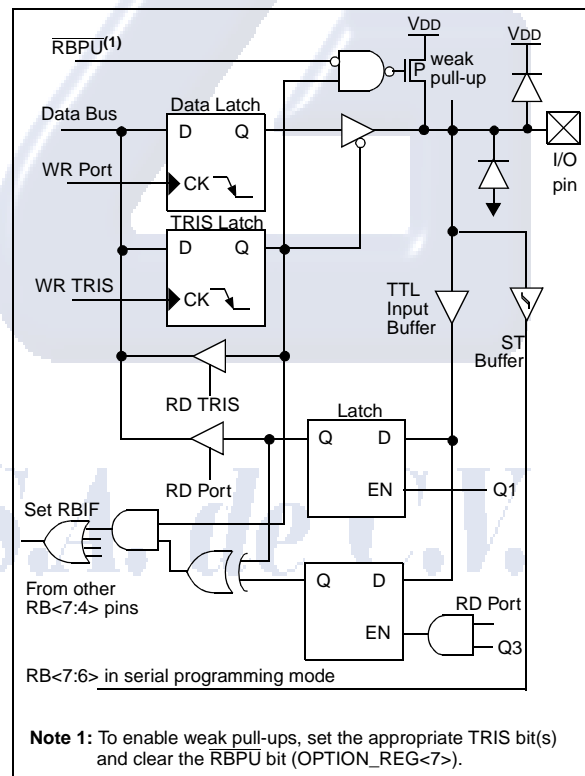 VDD
RBPU(1)
VDD
P
weak
pull-up
Data Latch
Data Bus
D
Q
WR Port
CK
I/O
pin
TRIS Latch
D
Q
WR TRIS
CK
TTL
Input
Buffer
ST
Buffer
RD TRIS
Latch
Q
D
RD Port
EN
Q1
Set RBIF
Q
D
From other
RB<7:4> pins
RD Port
EN
Q3
RB<7:6> in serial programming mode
Note 1: To enable weak pull-ups, set the appropriate TRIS bit(s)
and clear the RBPU bit (OPTION_REG<7>).
S.A. de C.V.